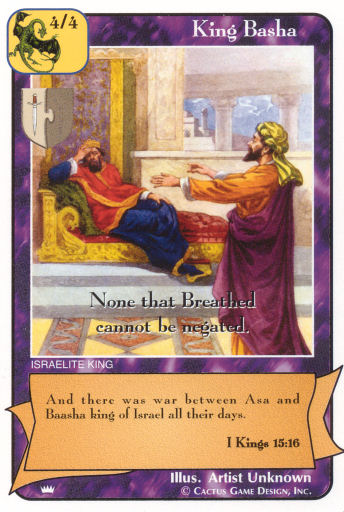 4/4
King Basha
None that Breathed
cannot be negated.
ISRAELITE KING
And there was war between Asa and
Baasha king of Israel all their days.
I Kings 15:16
Illus. Artist Unknown
© Cactus Game Design, Inc.